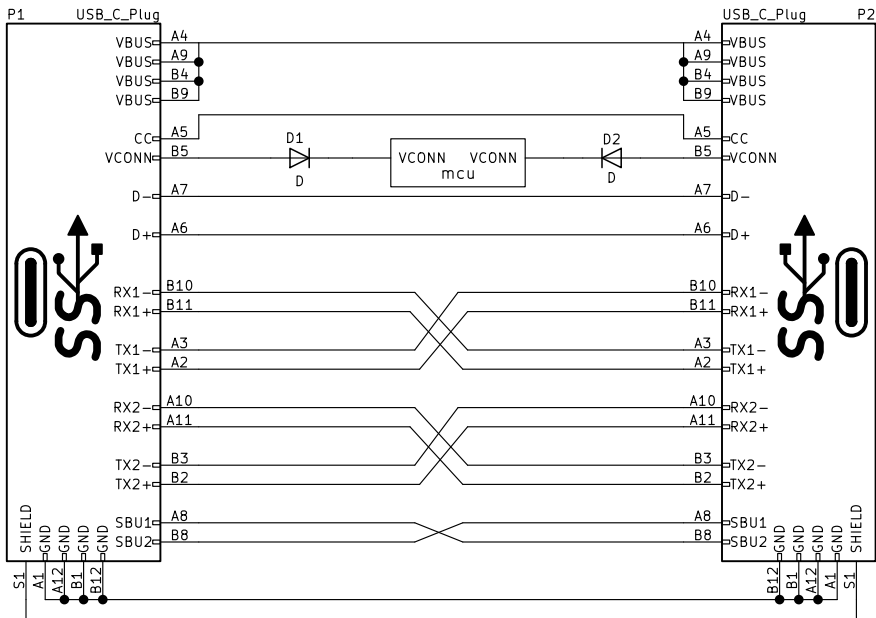 P1 USB_C_Plug USB_C_Plug P2
VBUS A4 A4 VBUS
VBUS A9 A9 VBUS
VBUS B4 B4 VBUS
VBUS B9 B9 VBUS
CC A5 A5 CC
D1 D2
VCONN B5 VCONN VCONN B5 VCONN
D mcu D
D- A7 A7 D-
D+ A6 A6 D+
RX1- B10 B10 RX1-
RX1+ B11 B11 RX1+
TX1- A3 A3 TX1-
TX1+ A2 A2 TX1+
RX2- A10 A10 RX2-
RX2+ A11 A11 RX2+
TX2- B3 B3 TX2-
TX2+ B2 B2 TX2+
SBU1 A8 A8 SBU1
SBU2 B8 B8 SBU2
SHIELD GND GND GND GND GND GND GND GND SHIELD
S1 A1 A12 B1 B12 B12 B1 A12 A1 S1
SS SS